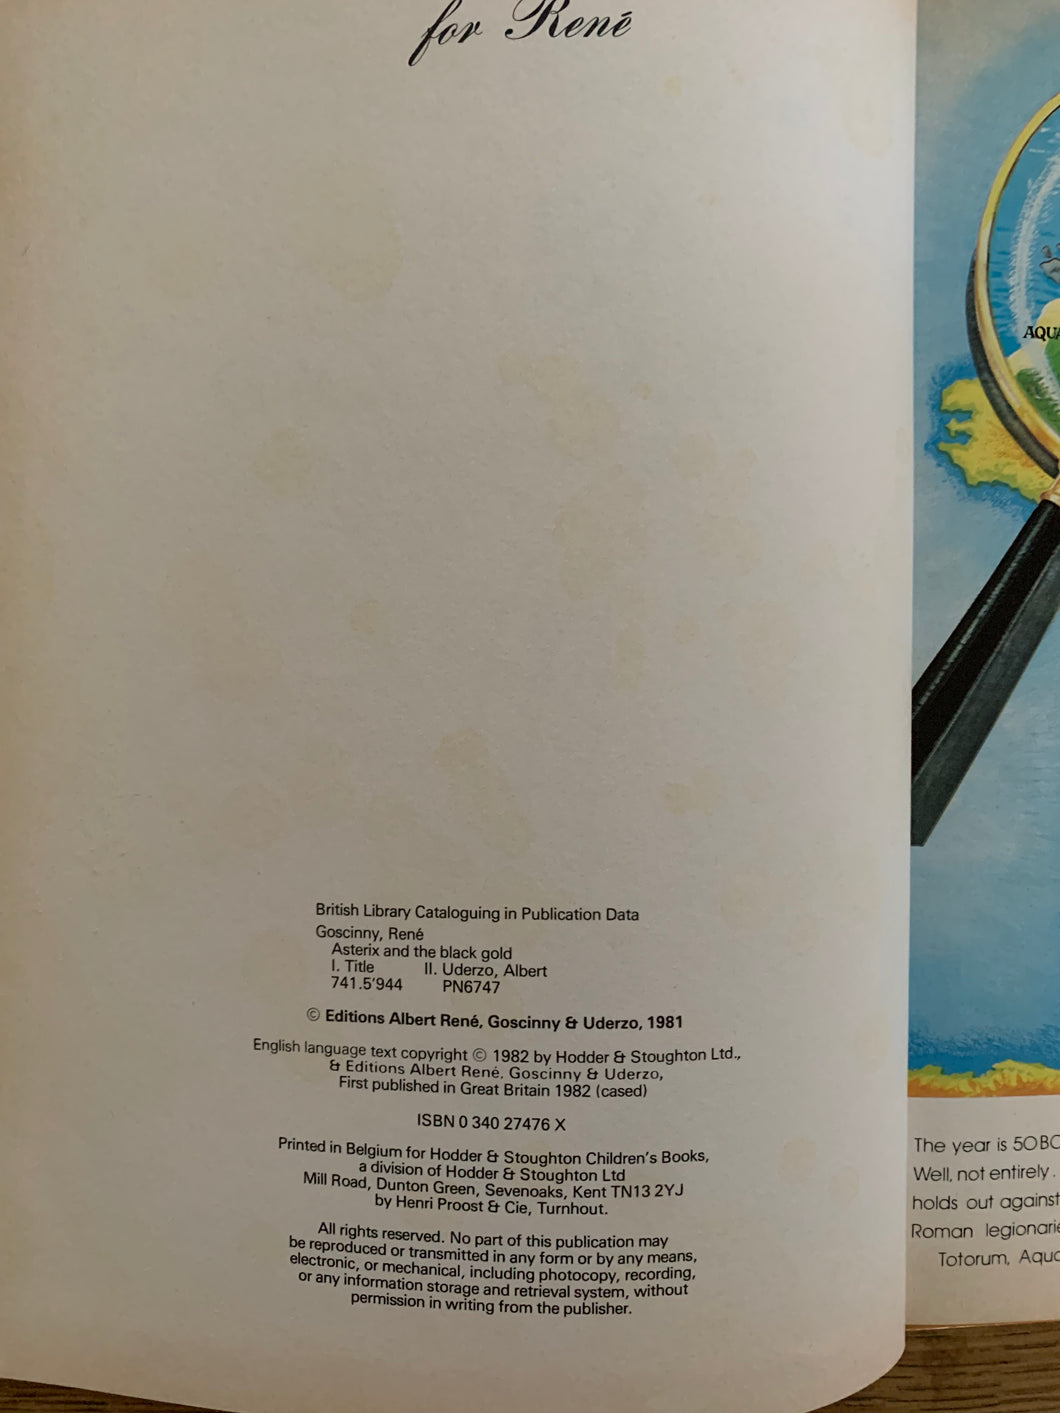 for René
British Library Cataloguing in Publication Data
Goscinny, René
Asterix and the black gold
I. Title II. Uderzo, Albert
741.5'944 PN6747
© Editions Albert René, Goscinny & Uderzo, 1981
English language text copyright © 1982 by Hodder & Stoughton Ltd.,
& Editions Albert René, Goscinny & Uderzo,
First published in Great Britain 1982 (cased)
ISBN 0 340 27476 X
Printed in Belgium for Hodder & Stoughton Children's Books,
a division of Hodder & Stoughton Ltd
Mill Road, Dunton Green, Sevenoaks, Kent TN13 2YJ
by Henri Proost & Cie, Turnhout.
All rights reserved. No part of this publication may
be reproduced or transmitted in any form or by any means,
electronic, or mechanical, including photocopy, recording,
or any information storage and retrieval system, without
permission in writing from the publisher.
AQUA
The year is 50BC
Well, not entirely.
holds out against
Roman legionarie
Totorum, Aqua